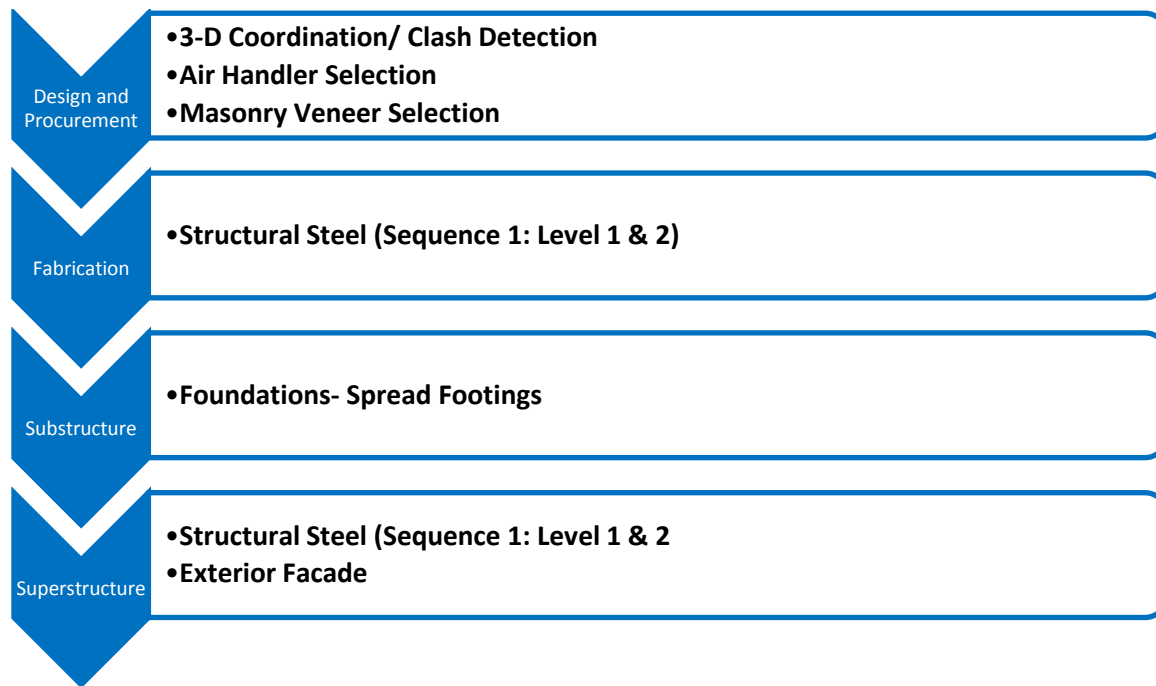 Design and
Procurement
•3-D Coordination/ Clash Detection
•Air Handler Selection
•Masonry Veneer Selection
Fabrication
•Structural Steel (Sequence 1: Level 1 & 2)
Substructure
•Foundations- Spread Footings
Superstructure
•Structural Steel (Sequence 1: Level 1 & 2
•Exterior Facade